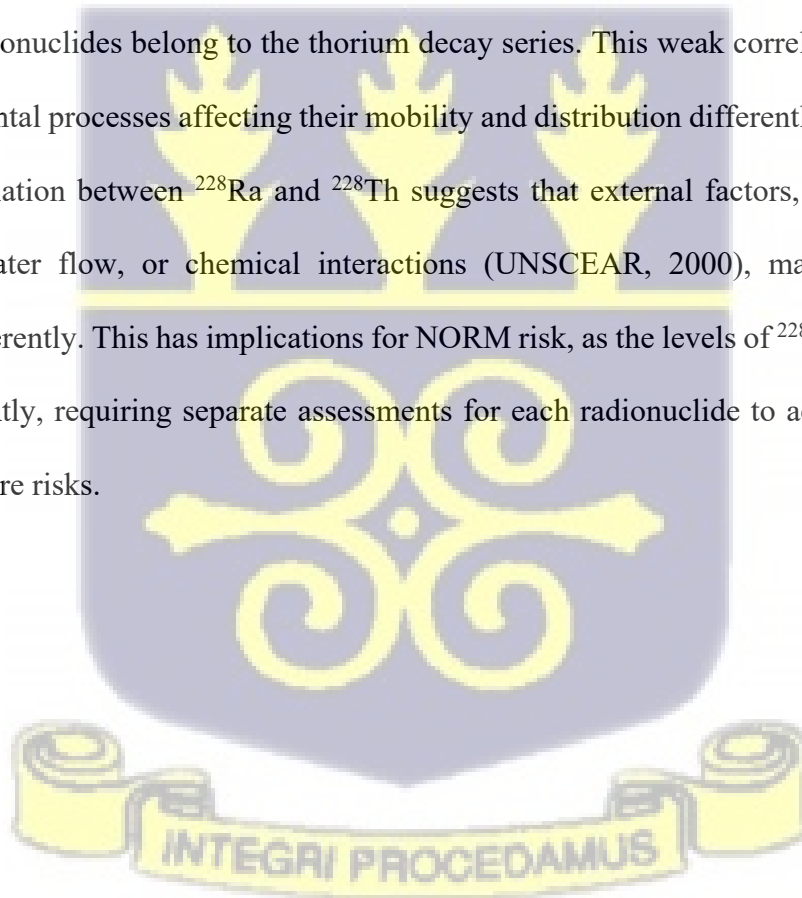 onuclides belong to the thorium decay series. This weak correl
ntal processes affecting their mobility and distribution differentl
nation between ²²⁸Ra and ²²⁸Th suggests that external factors,
ater flow, or chemical interactions (UNSCEAR, 2000), ma
erently. This has implications for NORM risk, as the levels of ²²⁸
ntly, requiring separate assessments for each radionuclide to a
re risks.
INTEGRI PROCEDAMUS